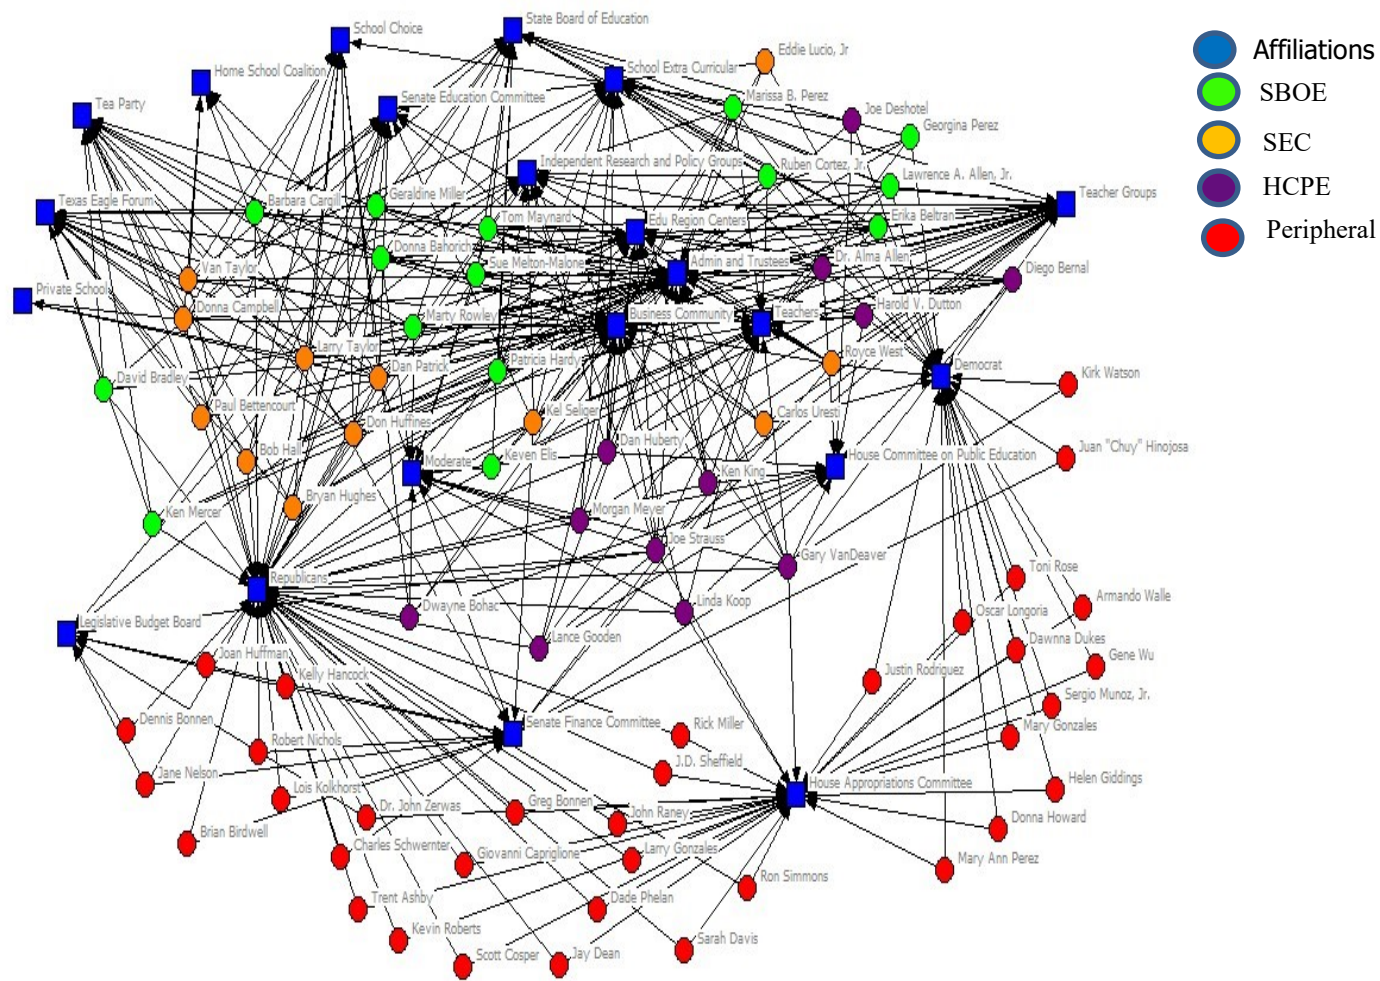 State Board of Education
School Choice
Eddie Lucio, Jr
Affiliations
Home School Coalition
School Extra Curricular
SBOE
Tea Party
Senate Education Committee
Marissa B. Perez
Joe Deshotel
Georgina Perez
SEC
Independent Research and Policy Groups
Ruben Cortez, Jr.
Lawrence A. Allen, Jr.
HCPE
Texas Eagle Forum
Barbara Cargill
Geraldine Miller
Teacher Groups
Tom Maynard
Edu Region Centers
Erika Beltran
Peripheral
Donna Bahorich
Van Taylor
Sue Melton-Malone
Admin and Trustees
Dr. Alma Allen
Diego Bernal
Private School
Donna Campbell
Marty Rowley
Business Community
Teachers
Harold V. Dutton
Larry Taylor
Dan Patrick
Patricia Hardy
Royce West
Democrat
Kirk Watson
David Bradley
Paul Bettencourt
Don Huffines
Kel Seliger
Carlos Uresti
Bob Hall
Moderate
Keven Elis
Dan Huberty
Ken King
House Committee on Public Education
Juan "Chuy" Hinojosa
Ken Mercer
Bryan Hughes
Morgan Meyer
Joe Strauss
Gary VanDeaver
Republicans
Toni Rose
Legislative Budget Board
Dwayne Bohac
Linda Koop
Oscar Longoria
Armando Walle
Joan Huffman
Lance Gooden
Dawnna Dukes
Kelly Hancock
Justin Rodriguez
Gene Wu
Sergio Munoz, Jr.
Dennis Bonnen
Senate Finance Committee
Rick Miller
Mary Gonzales
Robert Nichols
Jane Nelson
J.D. Sheffield
House Appropriations Committee
Helen Giddings
Lois Kolkhorst
Dr. John Zerwas
Greg Bonnen
John Raney
Donna Howard
Brian Birdwell
Charles Schwernter
Giovanni Capriglione
Larry Gonzales
Mary Ann Perez
Ron Simmons
Trent Ashby
Dade Phelan
Kevin Roberts
Sarah Davis
Scott Cosper
Jay Dean